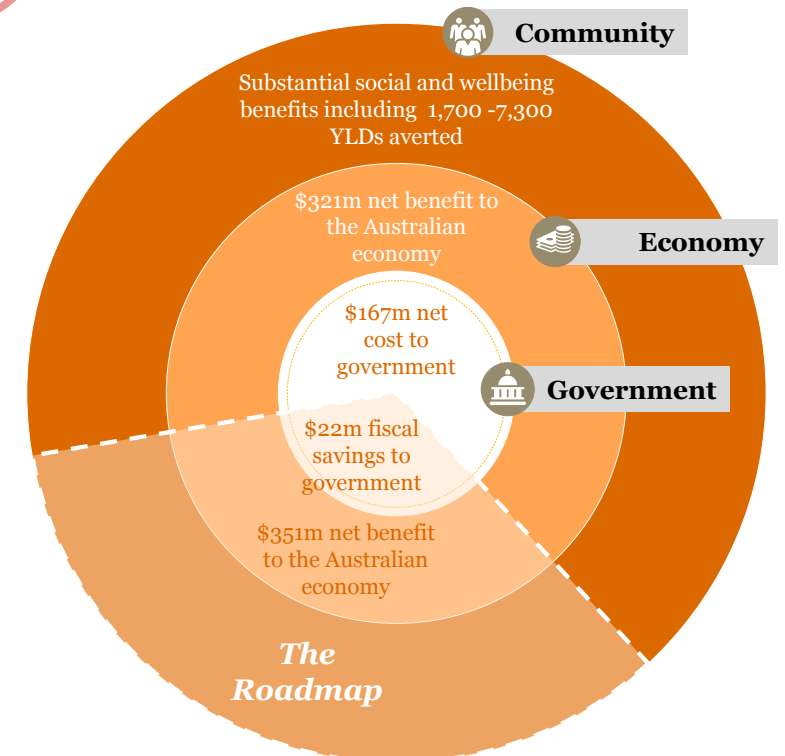 Community
Substantial social and wellbeing
benefits including 1,700 -7,300
YLDs averted
$321m net benefit to
the Australian
economy
Economy
$167m net
cost to
government
Government
$22m fiscal
savings to
government
$351m net benefit
to the Australian
economy
The
Roadmap